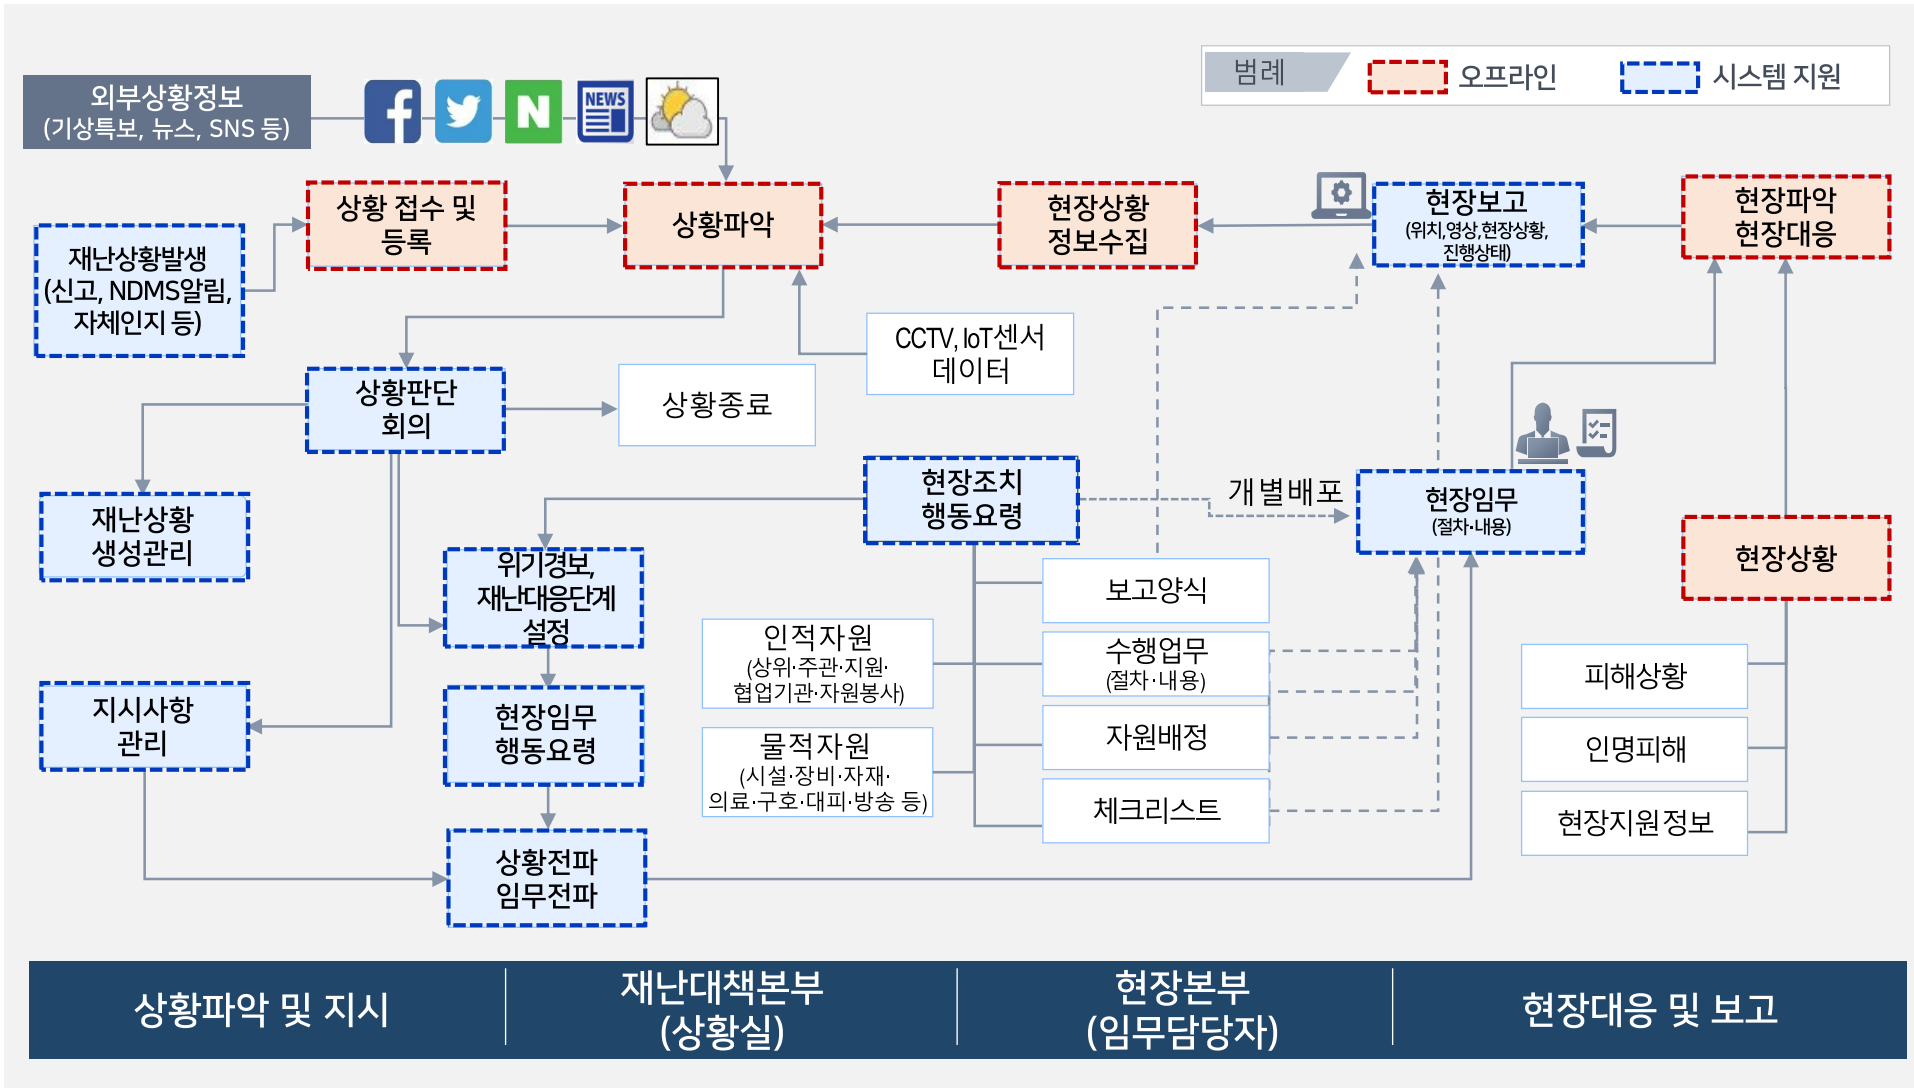 범례
오프라인
시스템 지원
외부상황정보
(기상특보, 뉴스, SNS 등)
N
NEWS
재난상황발생
(신고, NDMS알림,
자체인지 등)
상황 접수 및
등록
상황파악
현장상황
정보수집
현장보고
(위치,영상,현장상황,
진행상태)
현장파악
현장대응
CCTV, IoT센서
데이터
상황판단
회의
상황종료
재난상황
생성관리
현장조치
행동요령
개별배포
현장임무
(절차·내용)
현장상황
위기경보,
재난대응단계
설정
보고양식
인적자원
(상위·주관·지원·
협업기관·자원봉사)
수행업무
(절차·내용)
피해상황
지시사항
관리
현장임무
행동요령
물적자원
(시설·장비·자재·
의료·구호·대피·방송 등)
자원배정
인명피해
체크리스트
현장지원정보
상황전파
임무전파
상황파악 및 지시
재난대책본부
(상황실)
현장본부
(임무담당자)
현장대응 및 보고